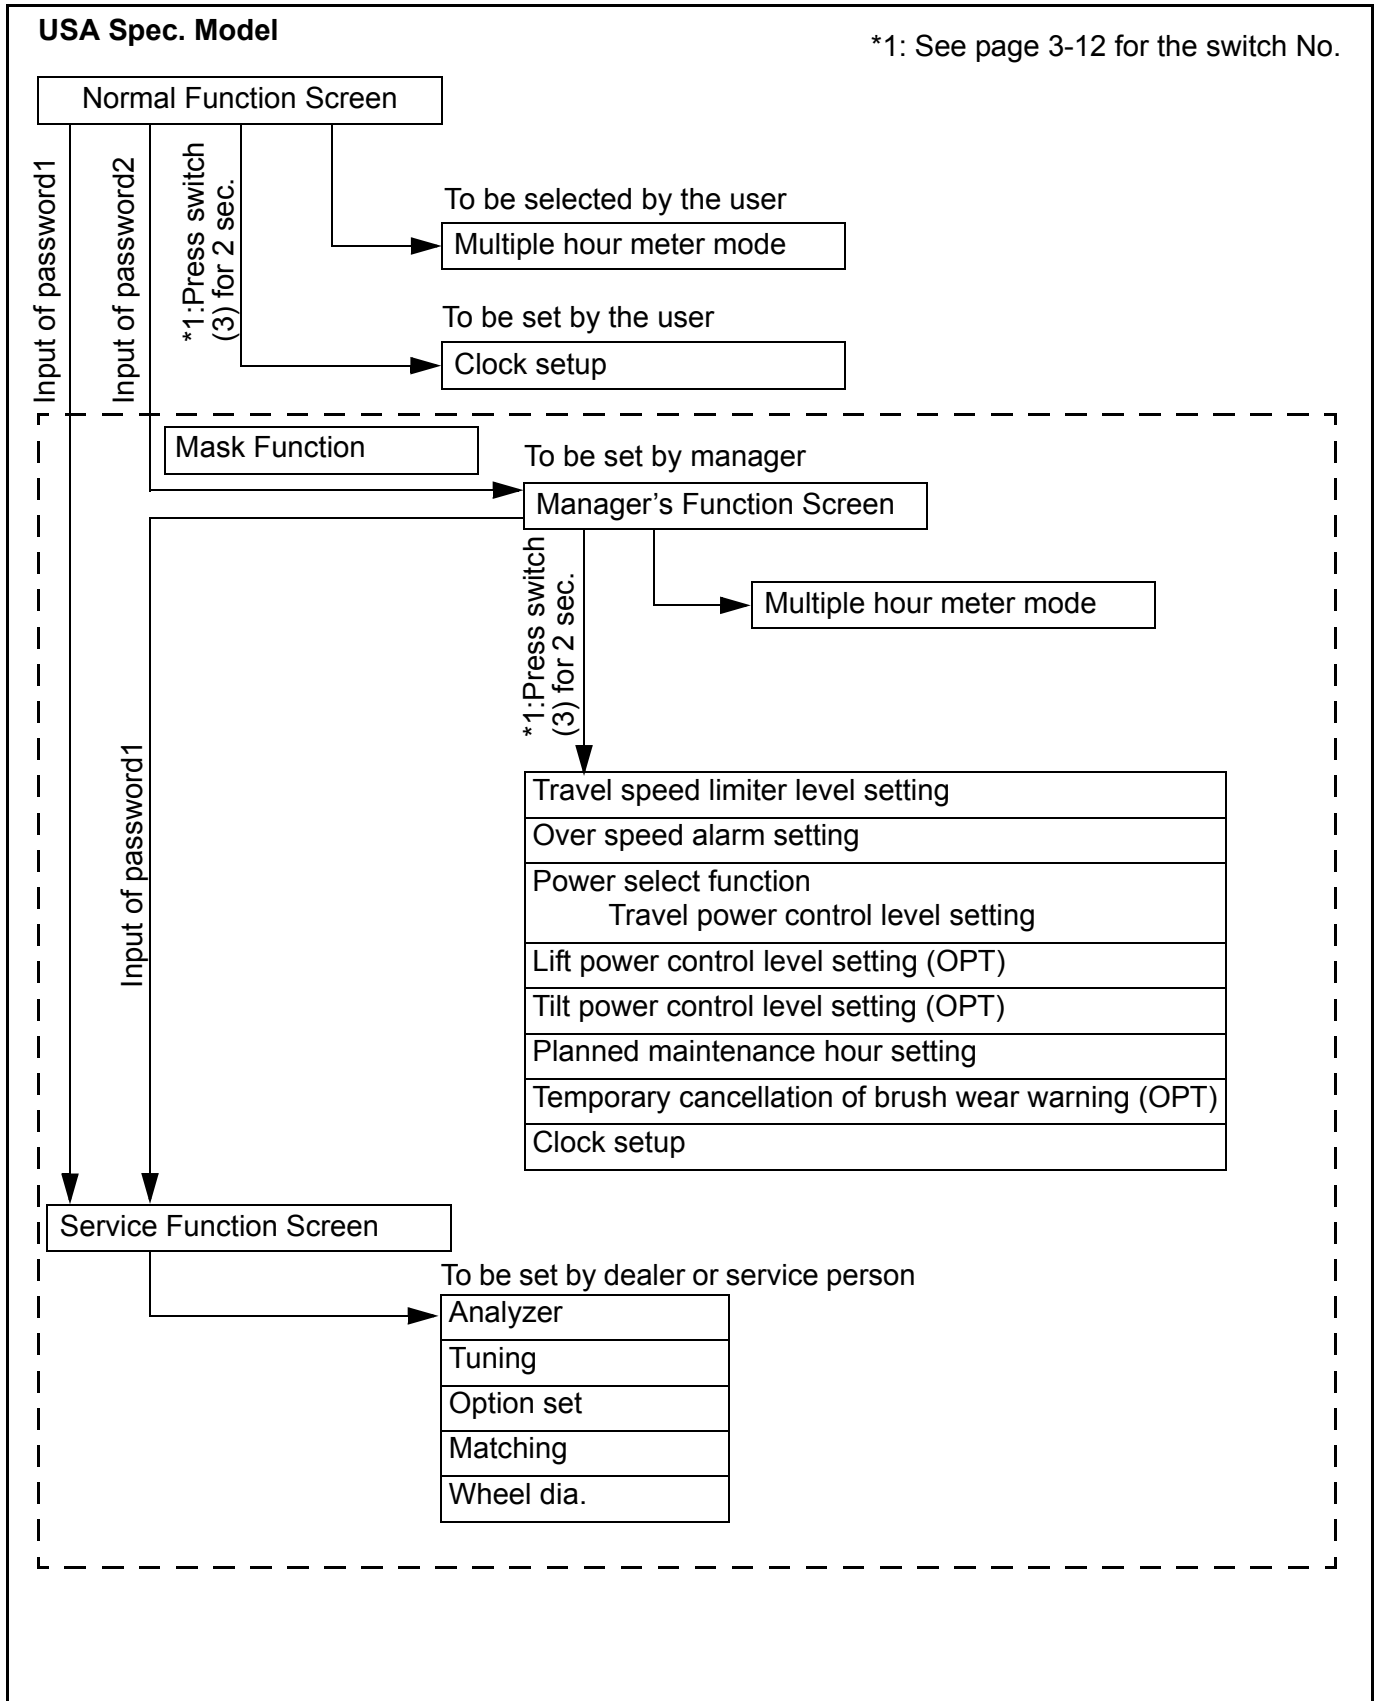 USA Spec. Model
*1: See page 3-12 for the switch No.
Normal Function Screen
Input of password1
Input of password2
*1:Press switch
(3) for 2 sec.
To be selected by the user
Multiple hour meter mode
To be set by the user
Clock setup
Mask Function
To be set by manager
Manager’s Function Screen
*1:Press switch
(3) for 2 sec.
Multiple hour meter mode
Input of password1
Travel speed limiter level setting
Over speed alarm setting
Power select function
Travel power control level setting
Lift power control level setting (OPT)
Tilt power control level setting (OPT)
Planned maintenance hour setting
Temporary cancellation of brush wear warning (OPT)
Clock setup
Service Function Screen
To be set by dealer or service person
Analyzer
Tuning
Option set
Matching
Wheel dia.